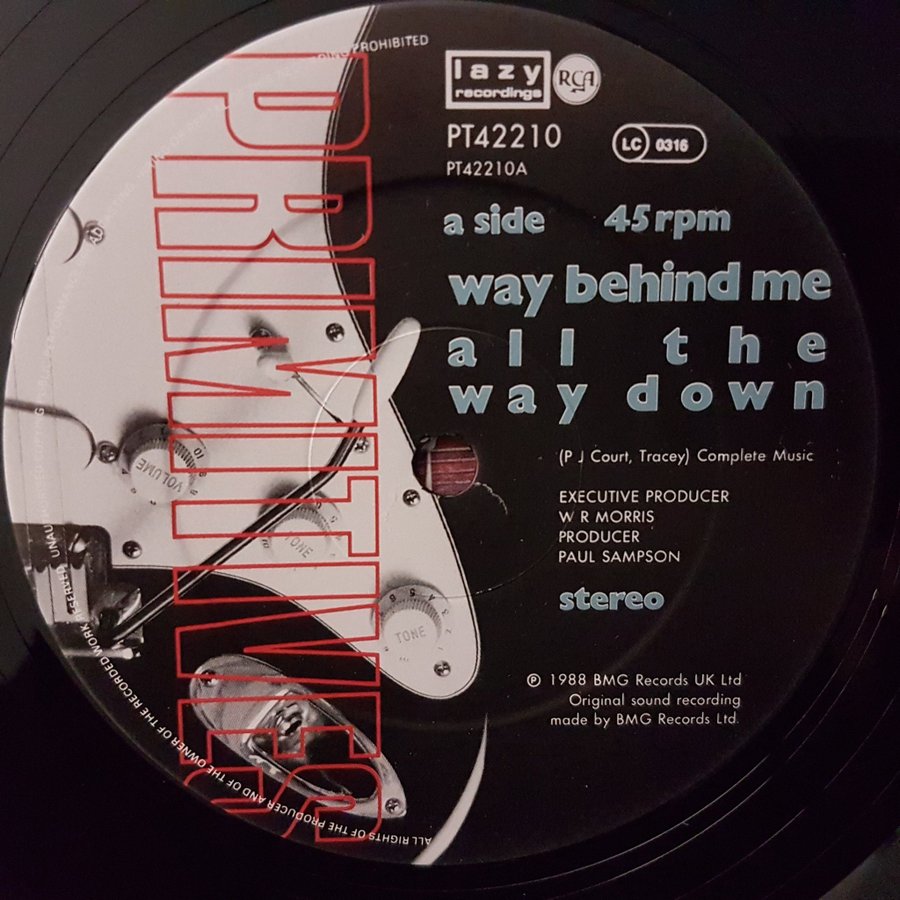 PRIMITIVES
lazy
recordings
RCA
PT42210
PT42210A
LC 0316
a side 45 rpm
way behind me
all the
way down
(P J Court, Tracey) Complete Music
EXECUTIVE PRODUCER
W R MORRIS
PRODUCER
PAUL SAMPSON
stereo
℗ 1988 BMG Records UK Ltd
Original sound recording
made by BMG Records Ltd.
VOLUME
TONE
TONE
ALL RIGHTS OF THE PRODUCER AND OF THE OWNER OF THE RECORDED WORK RESERVED
PROHIBITED